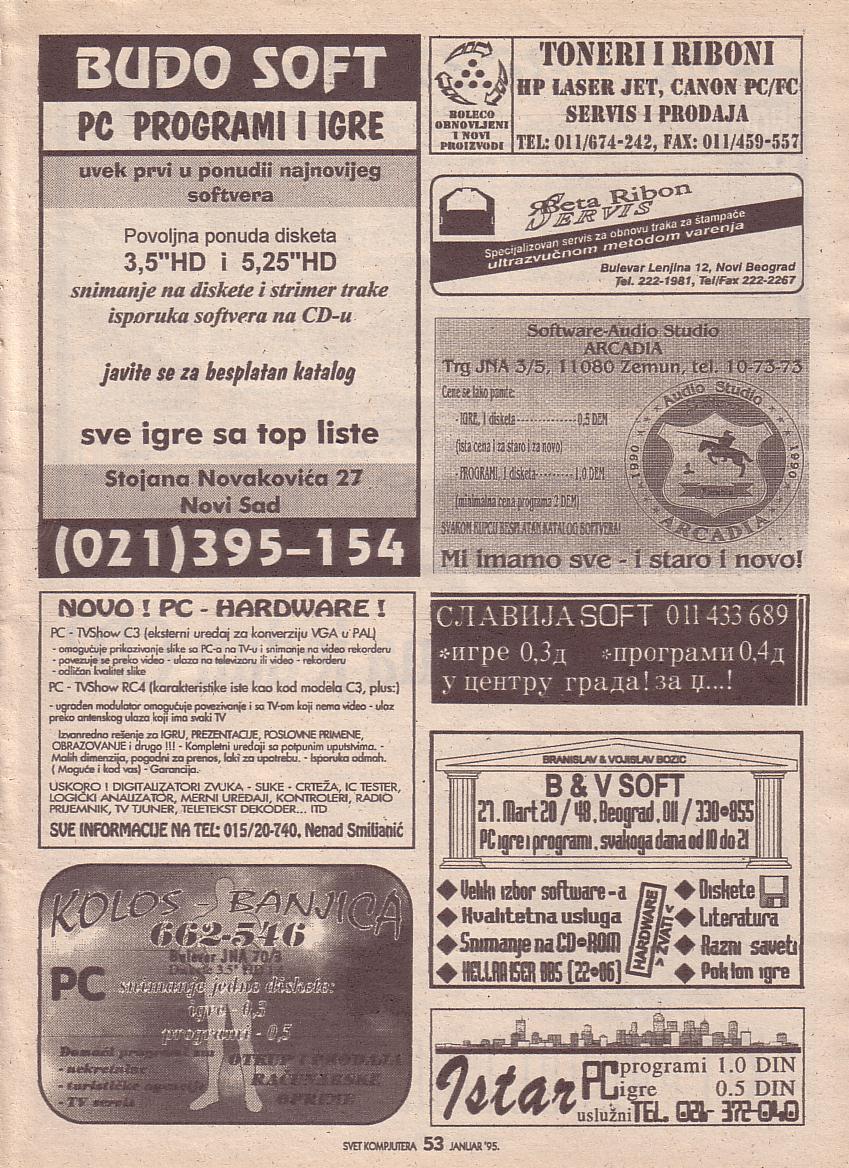 BUDO SOFT
PC PROGRAMI I IGRE
uvek prvi u ponudii najnovijeg
softvera
Povoljna ponuda disketa
3,5"HD i 5,25"HD
snimanje na diskete i strimer trake
isporuka softvera na CD-u
javite se za besplatan katalog
sve igre sa top liste
Stojana Novakovića 27
Novi Sad
(021)395-154
BOLECO
OBNOVLJENI
I NOVI
PROIZVODI
TONERI I RIBONI
HP LASER JET, CANON PC/FC
SERVIS I PRODAJA
TEL: 011/674-242, FAX: 011/459-557
Beta Ribon
SERVIS
Specijalizovan servis za obnovu traka za štampače
ultrazvučnom metodom varenja
Bulevar Lenjina 12, Novi Beograd
Tel. 222-1981, Tel/Fax 222-2267
Software-Audio Studio
ARCADIA
Trg JNA 3/5, 11080 Zemun, tel. 10-73-73
Cene se lako pamte:
- IGRE, 1 disketa---------------0,5 DEM
(ista cena i za staro i za novo)
- PROGRAMI, 1 disketa---------1,0 DEM
(minimalna cena programa 2 DEM)
SVAKOM KUPCU BESPLATAN KATALOG SOFTVERA!
Audio Studio
1990
1990
ARCADIA
Mi imamo sve - i staro i novo!
NOVO ! PC - HARDWARE !
PC - TVShow C3 (eksterni uređaj za konverziju VGA u PAL)
- omogućuje prikazivanje slike sa PC-a na TV-u i snimanje na video rekorderu
- povezuje se preko video - ulaza na televizoru ili video - rekorderu
- odličan kvalitet slike
PC - TVShow RC4 (karakteristike iste kao kod modela C3, plus:)
- ugrađen modulator omogućuje povezivanje i sa TV-om koji nema video - ulaz
preko antenskog ulaza koji ima svaki TV
Izvanredno rešenje za IGRU, PREZENTACIJE, POSLOVNE PRIMENE,
OBRAZOVANJE i drugo !!! - Kompletni uređaji sa potpunim uputstvima. -
Malih dimenzija, pogodni za prenos, laki za upotrebu. - Isporuka odmah.
( Moguće i kod vas) - Garancija.
USKORO ! DIGITALIZATORI ZVUKA - SLIKE - CRTEŽA, IC TESTER,
LOGIČKI ANALIZATOR, MERNI UREĐAJI, KONTROLERI, RADIO
PRIJEMNIK, TV TJUNER, TELETEKST DEKODER... ITD
SVE INFORMACIJE NA TEL: 015/20-740, Nenad Smiljanić
СЛАВИЈА SOFT 011 433 689
*игре 0,3д *програми 0,4д
у центру града! за џ...!
BRANISLAV & VOJISLAV BOZIC
B & V SOFT
27. Mart 20 / 48, Beograd, 011 / 330-855
PC igre i programi, svakoga dana od 10 do 21
Veliki izbor software-a
Kvalitetna usluga
Snimanje na CD-ROM
HELLRAISER BBS (22-06)
HARDWARE
> ZVATI <
Diskete
Literatura
Razni saveti
Poklon igre
KOLOS - BANJICA
662-546
Bulevar JNA 70/3
PC
snimanje jedne diskete:
igre - 0,3
programi - 0,5
Domaći programi za:
- nekretnine
- turističke agencije
- TV servis
OTKUP I PRODAJA
RAČUNARSKE
OPREME
Istar
PC programi 1.0 DIN
igre 0.5 DIN
uslužni TEL. 021- 372-040
SVET KOMPJUTERA 53 JANUAR '95.